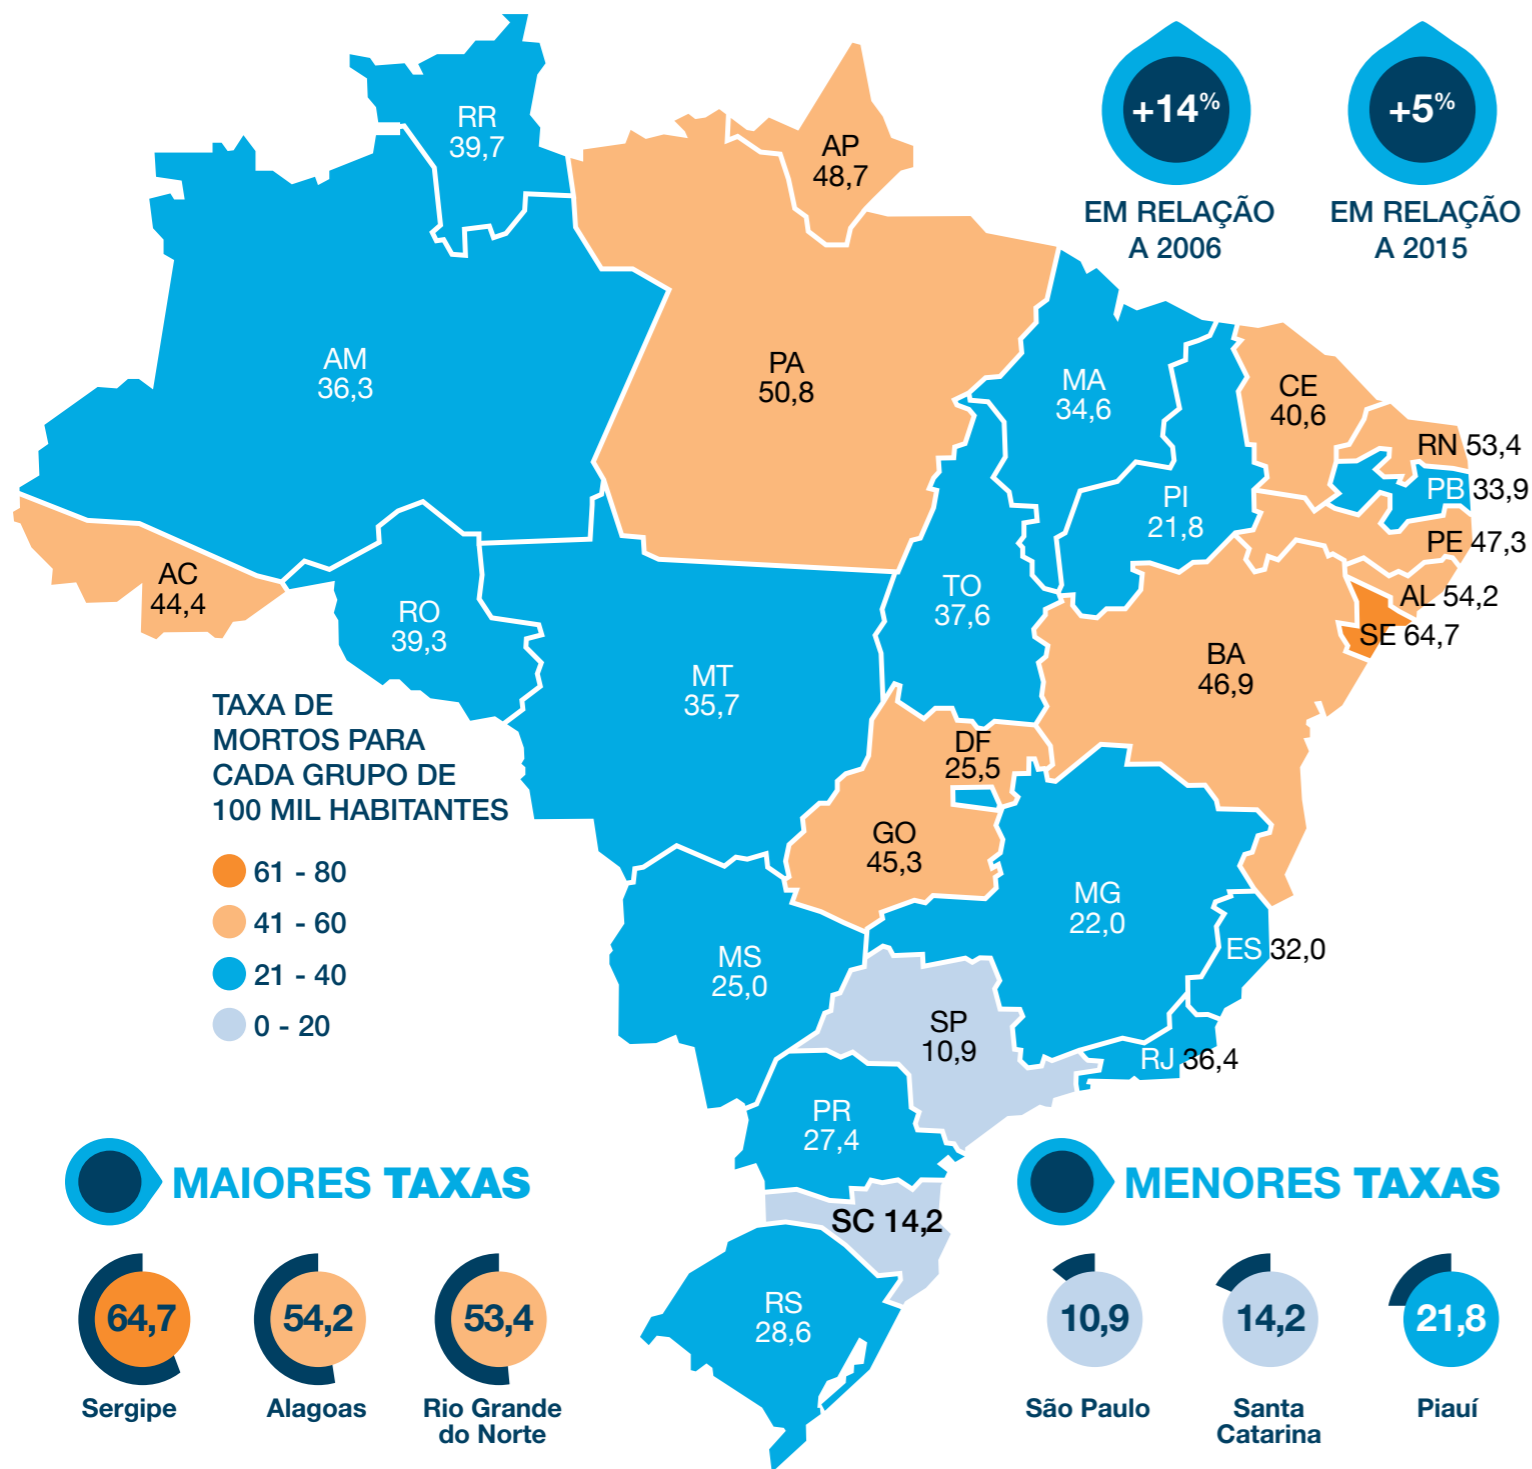 +14%
EM RELAÇÃO
A 2006
+5%
EM RELAÇÃO
A 2015
RR
39,7
AP
48,7
AM
36,3
PA
50,8
MA
34,6
CE
40,6
RN 53,4
PB 33,9
PI
21,8
PE 47,3
AC
44,4
RO
39,3
TO
37,6
AL 54,2
SE 64,7
BA
46,9
MT
35,7
DF
25,5
GO
45,3
MG
22,0
ES 32,0
MS
25,0
SP
10,9
RJ 36,4
PR
27,4
SC 14,2
RS
28,6
TAXA DE
MORTOS PARA
CADA GRUPO DE
100 MIL HABITANTES
61 - 80
41 - 60
21 - 40
0 - 20
MAIORES TAXAS
64,7
Sergipe
54,2
Alagoas
53,4
Rio Grande
do Norte
MENORES TAXAS
10,9
São Paulo
14,2
Santa
Catarina
21,8
Piauí